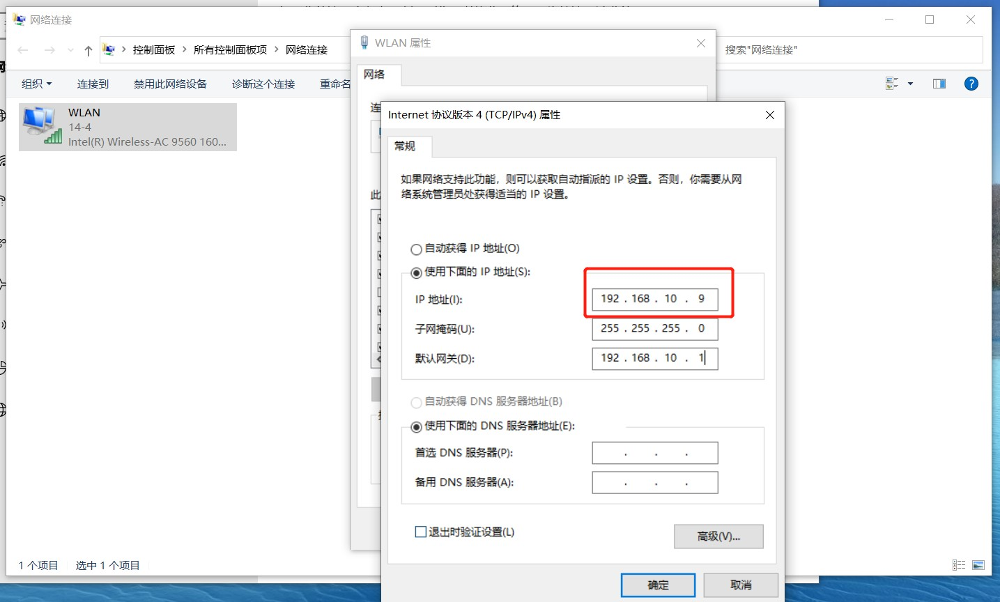 网络连接
控制面板 > 所有控制面板项 > 网络连接
搜索"网络连接"
组织 连接到 禁用此网络设备 诊断这个连接 重命名
WLAN
14-4
Intel(R) Wireless-AC 9560 160...
WLAN 属性
网络
连
此
Internet 协议版本 4 (TCP/IPv4) 属性
常规
如果网络支持此功能，则可以获取自动指派的 IP 设置。否则，你需要从网
络系统管理员处获得适当的 IP 设置。
自动获得 IP 地址(O)
使用下面的 IP 地址(S):
IP 地址(I): 192 . 168 . 10 . 9
子网掩码(U): 255 . 255 . 255 . 0
默认网关(D): 192 . 168 . 10 . 1
自动获得 DNS 服务器地址(B)
使用下面的 DNS 服务器地址(E):
首选 DNS 服务器(P): . . .
备用 DNS 服务器(A): . . .
退出时验证设置(L)
高级(V)...
确定 取消
1 个项目 选中 1 个项目